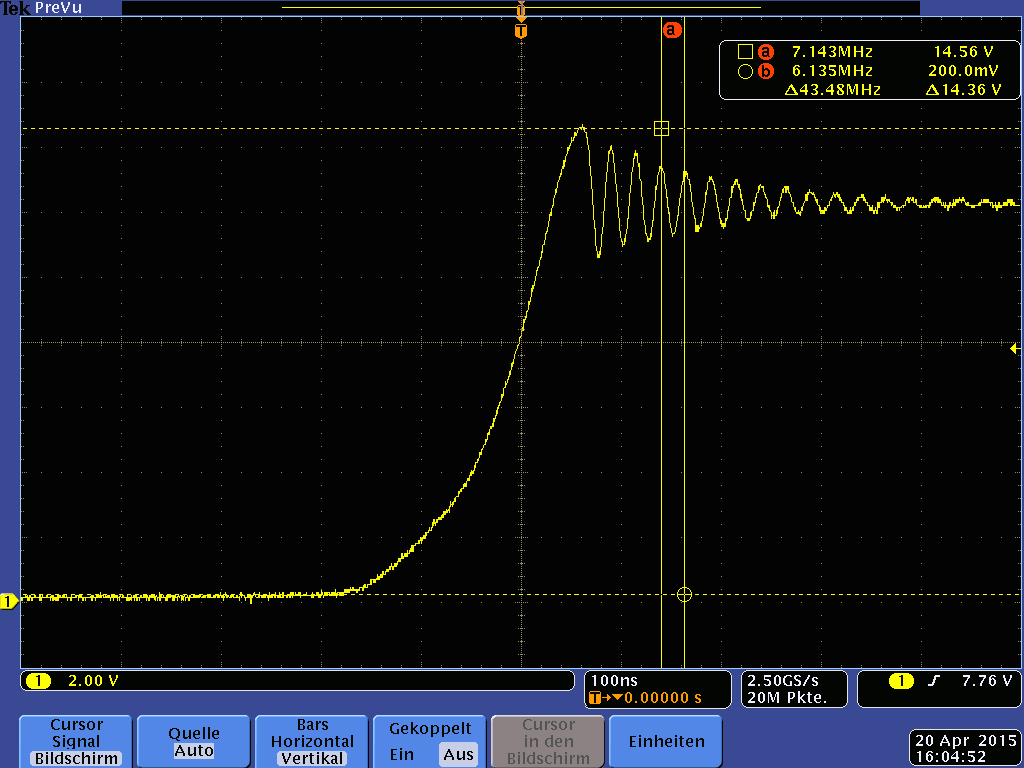 Tek PreVu
T
T
a
a 7.143MHz 14.56 V
b 6.135MHz 200.0mV
Δ43.48MHz Δ14.36 V
1
1 2.00 V
100ns
T→▼0.00000 s
2.50GS/s
20M Pkte.
1 7.76 V
Cursor
Signal
Bildschirm
Quelle
Auto
Bars
Horizontal
Vertikal
Gekoppelt
Ein Aus
Cursor
in den
Bildschirm
Einheiten
20 Apr 2015
16:04:52